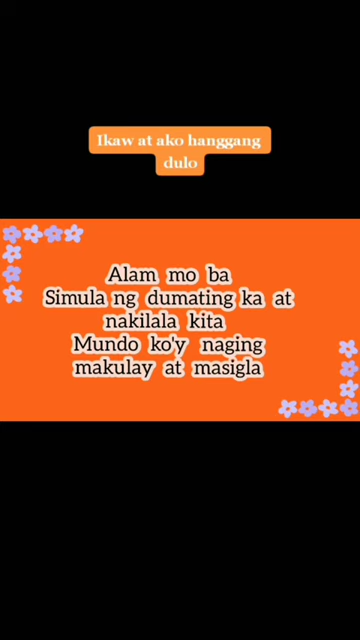 Ikaw at ako hanggang
dulo
Alam mo ba
Simula ng dumating ka at
nakilala kita
Mundo ko'y naging
makulay at masigla